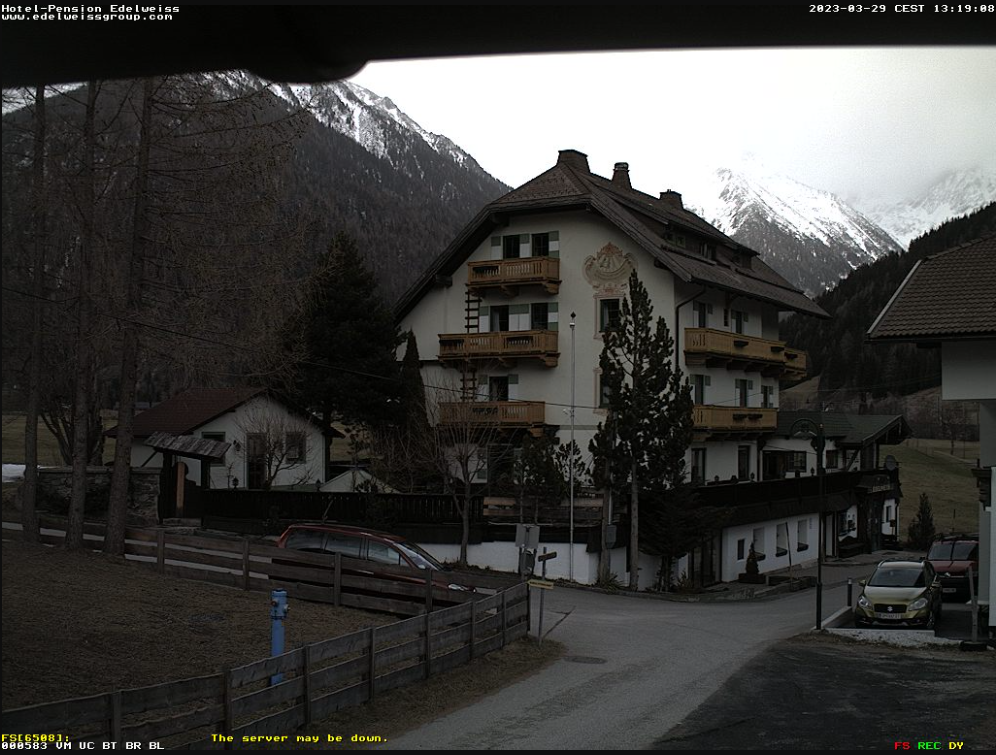 Hotel-Pension Edelweiss
www.edelweissgroup.com
2023-03-29 CEST 13:19:08
FS[6508]: The server may be down.
000583 VM UC BT BR BL
FS REC DY